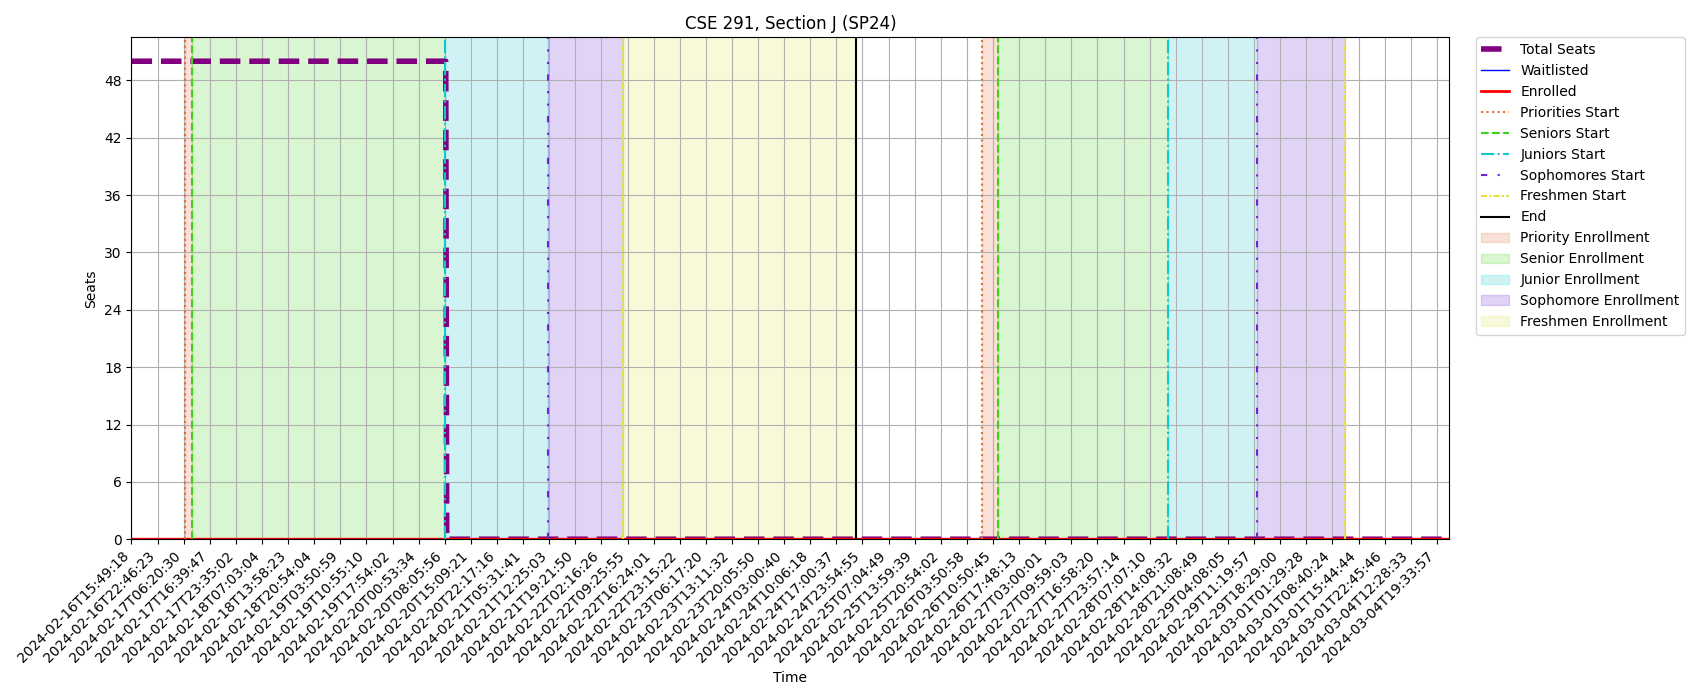 CSE 291, Section J (SP24)
Seats
48
42
36
30
24
18
12
6
0
2024-02-16T15:49:18
2024-02-16T22:46:23
2024-02-17T06:20:30
2024-02-17T16:39:47
2024-02-17T23:35:02
2024-02-18T07:03:04
2024-02-18T13:58:23
2024-02-18T20:54:04
2024-02-19T03:50:59
2024-02-19T10:55:10
2024-02-19T17:54:02
2024-02-20T00:53:34
2024-02-20T08:05:56
2024-02-20T15:09:21
2024-02-20T22:17:16
2024-02-21T05:31:41
2024-02-21T12:25:03
2024-02-21T19:21:50
2024-02-22T02:16:26
2024-02-22T09:25:55
2024-02-22T16:24:01
2024-02-22T23:15:22
2024-02-23T06:17:20
2024-02-23T13:11:32
2024-02-23T20:05:50
2024-02-24T03:00:40
2024-02-24T10:06:18
2024-02-24T17:00:37
2024-02-24T23:54:55
2024-02-25T07:04:49
2024-02-25T13:59:39
2024-02-25T20:54:02
2024-02-26T03:50:58
2024-02-26T10:50:45
2024-02-26T17:48:13
2024-02-27T03:00:01
2024-02-27T09:59:03
2024-02-27T16:58:20
2024-02-27T23:57:14
2024-02-28T07:07:10
2024-02-28T14:08:32
2024-02-28T21:08:49
2024-02-29T04:08:05
2024-02-29T11:19:57
2024-02-29T18:29:00
2024-03-01T01:29:28
2024-03-01T08:40:24
2024-03-01T15:44:44
2024-03-01T22:45:46
2024-03-04T12:28:33
2024-03-04T19:33:57
Time
Total Seats
Waitlisted
Enrolled
Priorities Start
Seniors Start
Juniors Start
Sophomores Start
Freshmen Start
End
Priority Enrollment
Senior Enrollment
Junior Enrollment
Sophomore Enrollment
Freshmen Enrollment